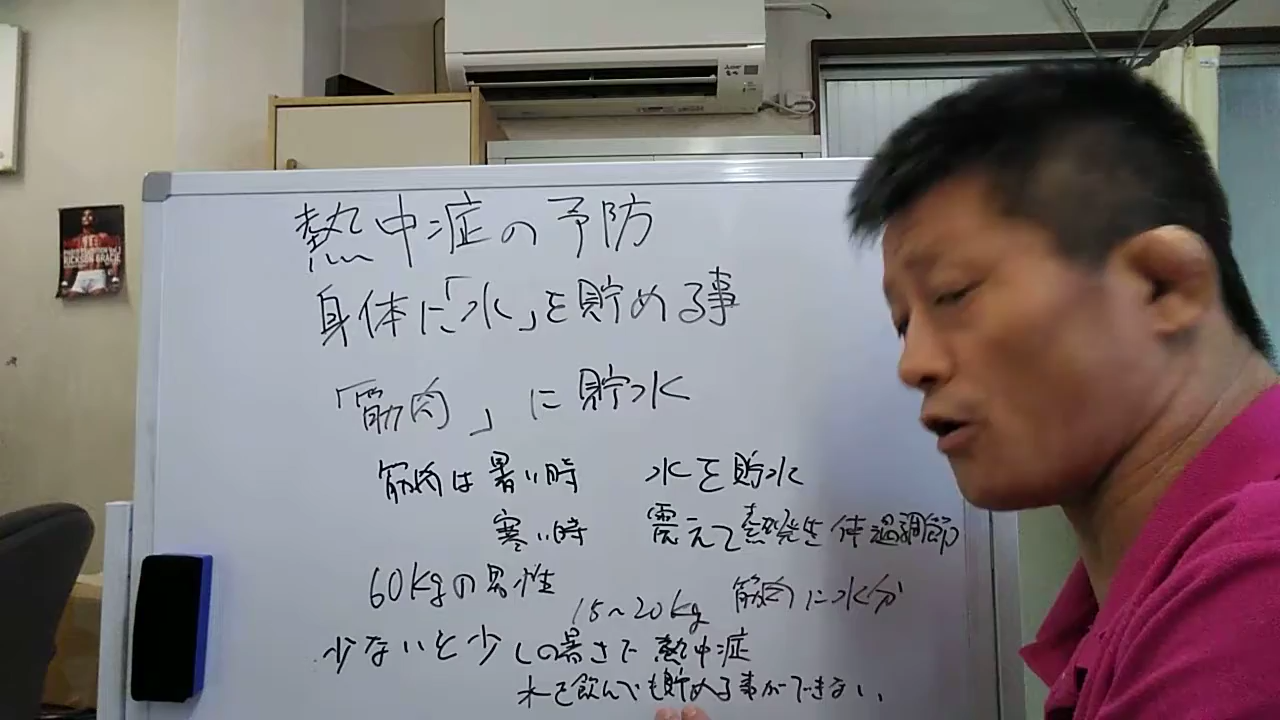 熱中症の予防
身体に「水」を貯める事
「筋肉」に貯水
筋肉は暑い時 水を貯水
寒い時 震えて熱発生 体温調節
60kgの男性
15～20kg 筋肉に水分
少ないと少しの暑さで熱中症
水を飲んでも貯める事ができない。
RICKSON GRACIE